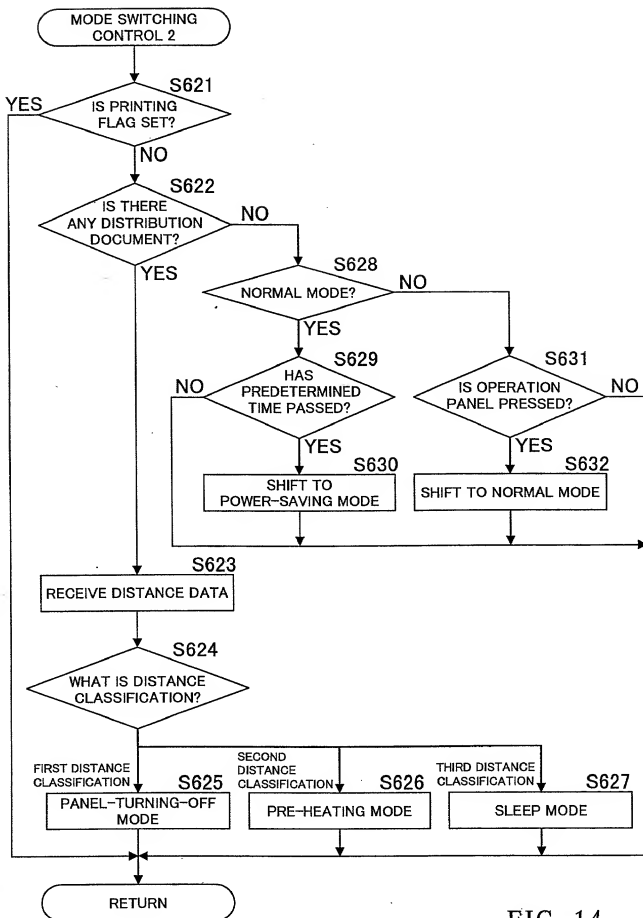 MODE SWITCHING
CONTROL 2
S621
YES
IS PRINTING
FLAG SET?
NO
S622
IS THERE
ANY DISTRIBUTION
DOCUMENT?
NO
YES
S628
NORMAL MODE?
NO
YES
S629
NO
HAS
PREDETERMINED
TIME PASSED?
YES
S631
IS OPERATION
PANEL PRESSED?
NO
YES
S630
SHIFT TO
POWER-SAVING MODE
S632
SHIFT TO NORMAL MODE
S623
RECEIVE DISTANCE DATA
S624
WHAT IS DISTANCE
CLASSIFICATION?
FIRST DISTANCE
CLASSIFICATION
S625
PANEL-TURNING-OFF
MODE
SECOND
DISTANCE
CLASSIFICATION
S626
PRE-HEATING MODE
THIRD DISTANCE
CLASSIFICATION
S627
SLEEP MODE
RETURN
FIG. 14